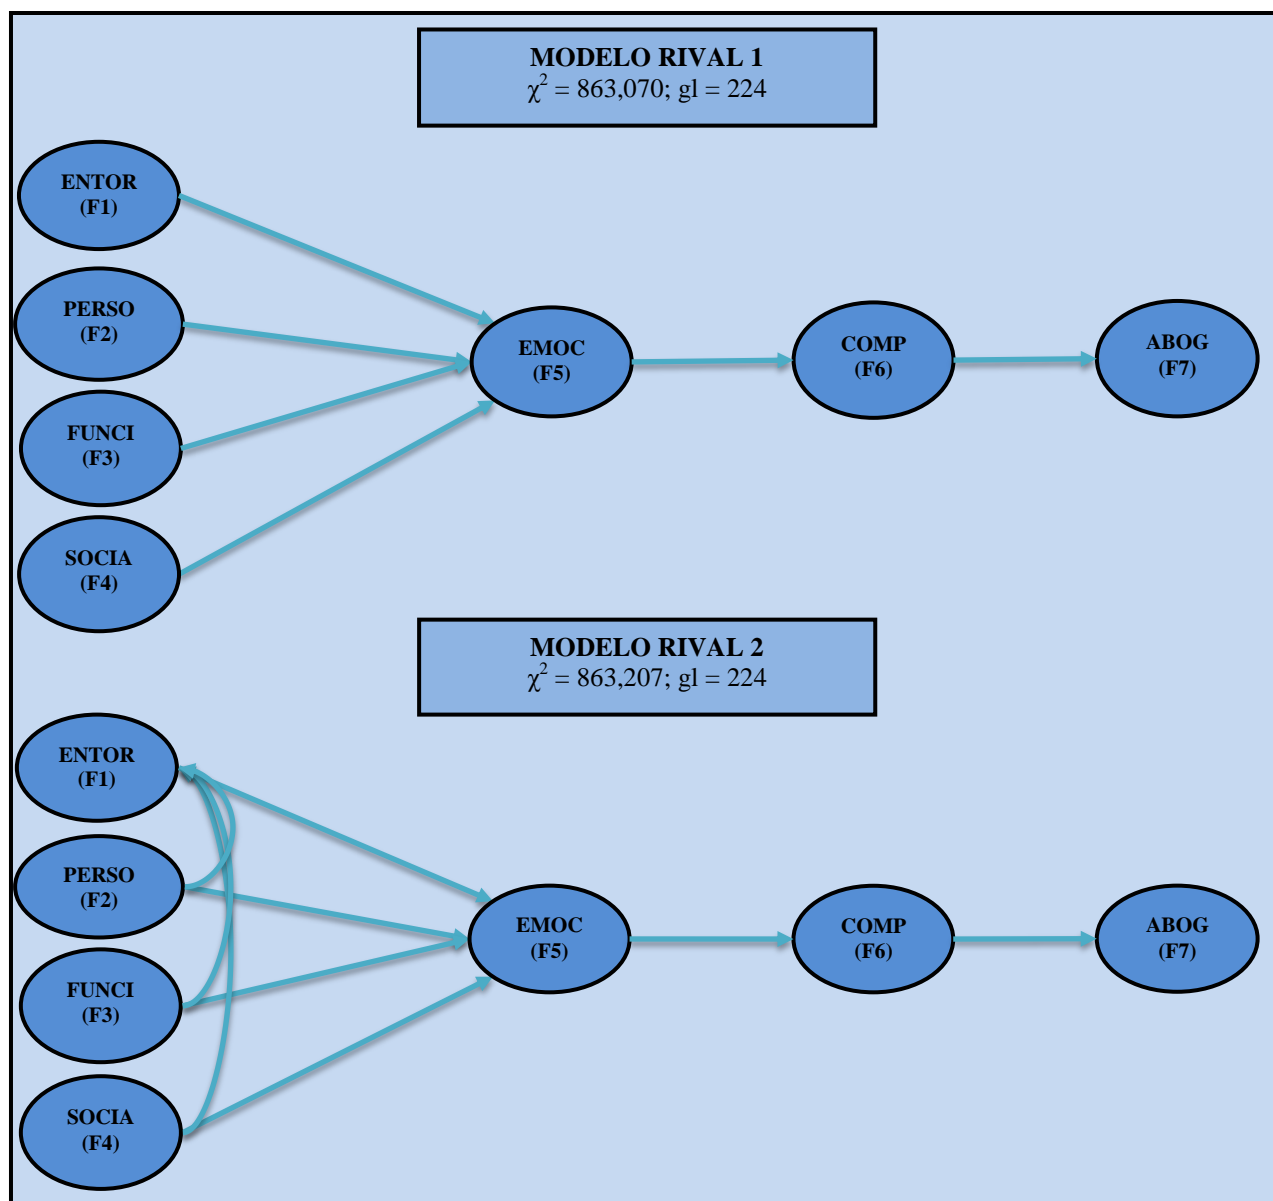 MODELO RIVAL 1
χ² = 863,070; gl = 224
ENTOR
(F1)
PERSO
(F2)
FUNCI
(F3)
SOCIA
(F4)
EMOC
(F5)
COMP
(F6)
ABOG
(F7)
MODELO RIVAL 2
χ² = 863,207; gl = 224
ENTOR
(F1)
PERSO
(F2)
FUNCI
(F3)
SOCIA
(F4)
EMOC
(F5)
COMP
(F6)
ABOG
(F7)